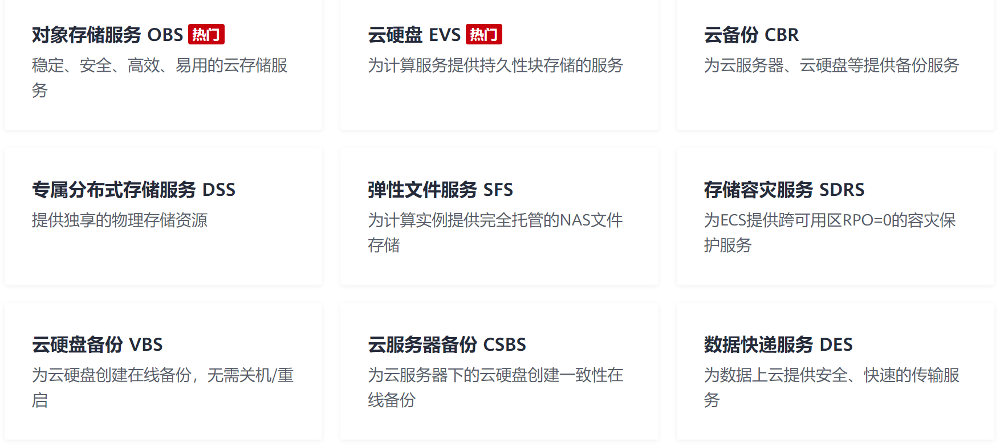 对象存储服务 OBS 热门
稳定、安全、高效、易用的云存储服
务
云硬盘 EVS 热门
为计算服务提供持久性块存储的服务
云备份 CBR
为云服务器、云硬盘等提供备份服务
专属分布式存储服务 DSS
提供独享的物理存储资源
弹性文件服务 SFS
为计算实例提供完全托管的NAS文件
存储
存储容灾服务 SDRS
为ECS提供跨可用区RPO=0的容灾保
护服务
云硬盘备份 VBS
为云硬盘创建在线备份，无需关机/重
启
云服务器备份 CSBS
为云服务器下的云硬盘创建一致性在
线备份
数据快递服务 DES
为数据上云提供安全、快速的传输服
务